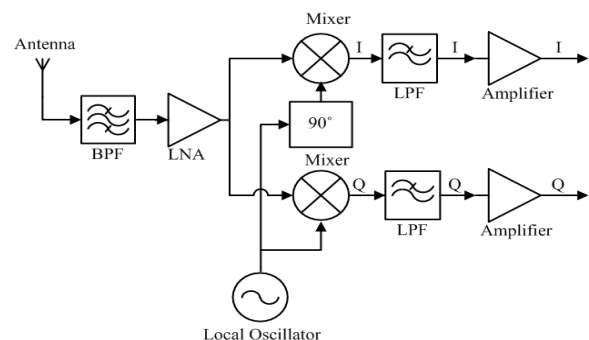 Mixer
Antenna
I
I
I
LPF
Amplifier
90°
BPF
LNA
Mixer
Q
Q
Q
LPF
Amplifier
Local Oscillator